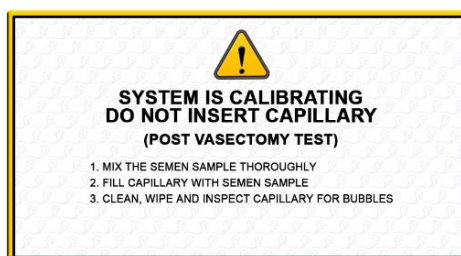 SYSTEM IS CALIBRATING
DO NOT INSERT CAPILLARY
(POST VASECTOMY TEST)
1. MIX THE SEMEN SAMPLE THOROUGHLY
2. FILL CAPILLARY WITH SEMEN SAMPLE
3. CLEAN, WIPE AND INSPECT CAPILLARY FOR BUBBLES